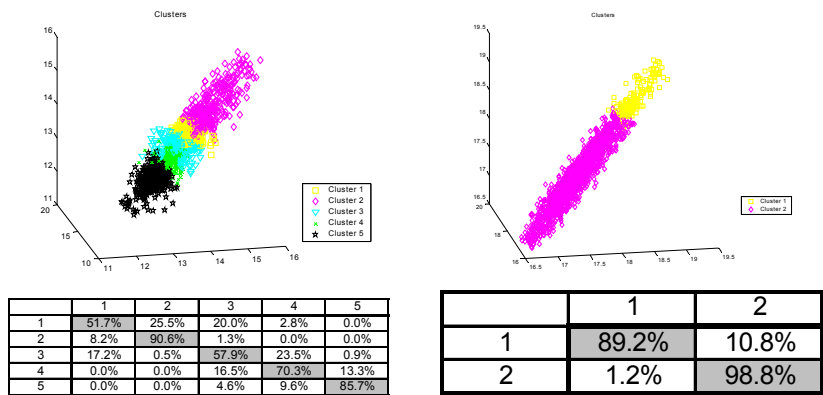 Clusters
16
15
14
13
12
11
20
15
10
11
12
13
14
15
16
Cluster 1
Cluster 2
Cluster 3
Cluster 4
Cluster 5
1 2 3 4 5
1 51.7% 25.5% 20.0% 2.8% 0.0%
2 8.2% 90.6% 1.3% 0.0% 0.0%
3 17.2% 0.5% 57.9% 23.5% 0.9%
4 0.0% 0.0% 16.5% 70.3% 13.3%
5 0.0% 0.0% 4.6% 9.6% 85.7%
Clusters
19.5
19
18.5
18
17.5
17
16.5
20
18
16
16.5
17
17.5
18
18.5
19
19.5
Cluster 1
Cluster 2
1 2
1 89.2% 10.8%
2 1.2% 98.8%